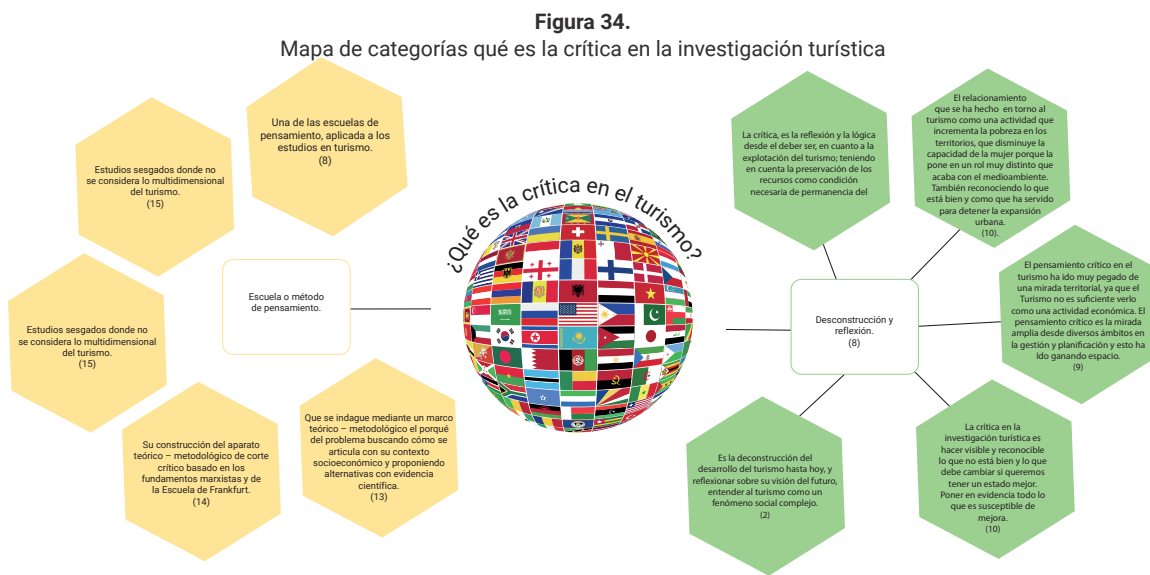 Figura 34.
Mapa de categorías qué es la crítica en la investigación turística
Una de las escuelas de
pensamiento, aplicada a los
estudios en turismo.
(8)
Estudios sesgados donde no
se considera lo multidimensional
del turismo.
(15)
Escuela o método
de pensamiento.
Estudios sesgados donde no
se considera lo multidimensional
del turismo.
(15)
Su construcción del aparato
teórico – metodológico de corte
crítico basado en los
fundamentos marxistas y de
la Escuela de Frankfurt.
(14)
Que se indague mediante un marco
teórico – metodológico el porqué
del problema buscando cómo se
articula con su contexto
socioeconómico y proponiendo
alternativas con evidencia
científica.
(13)
¿Qué es la crítica en el turismo?
La crítica, es la reflexión y la lógica
desde el deber ser, en cuanto a la
explotación del turismo; teniendo
en cuenta la preservación de los
recursos como condición
necesaria de permanencia del
El relacionamiento
que se ha hecho en torno al
turismo como una actividad que
incrementa la pobreza en los
territorios, que disminuye la
capacidad de la mujer porque la
pone en un rol muy distinto que
acaba con el medioambiente.
También reconociendo lo que
está bien y como que ha servido
para detener la expansión
urbana.
(10).
Desconstrucción y
reflexión.
(8)
El pensamiento crítico en el
turismo ha ido muy pegado de
una mirada territorial, ya que el
Turismo no es suficiente verlo
como una actividad económica. El
pensamiento crítico es la mirada
amplia desde diversos ámbitos en
la gestión y planificación y esto ha
Ido ganando espacio.
(9)
Es la deconstrucción del
desarrollo del turismo hasta hoy, y
reflexionar sobre su visión del futuro,
entender al turismo como un
fenómeno social complejo.
(2)
La crítica en la
investigación turística es
hacer visible y reconocible
lo que no está bien y lo que
debe cambiar si queremos
tener un estado mejor.
Poner en evidencia todo lo
que es susceptible de
mejora.
(10)